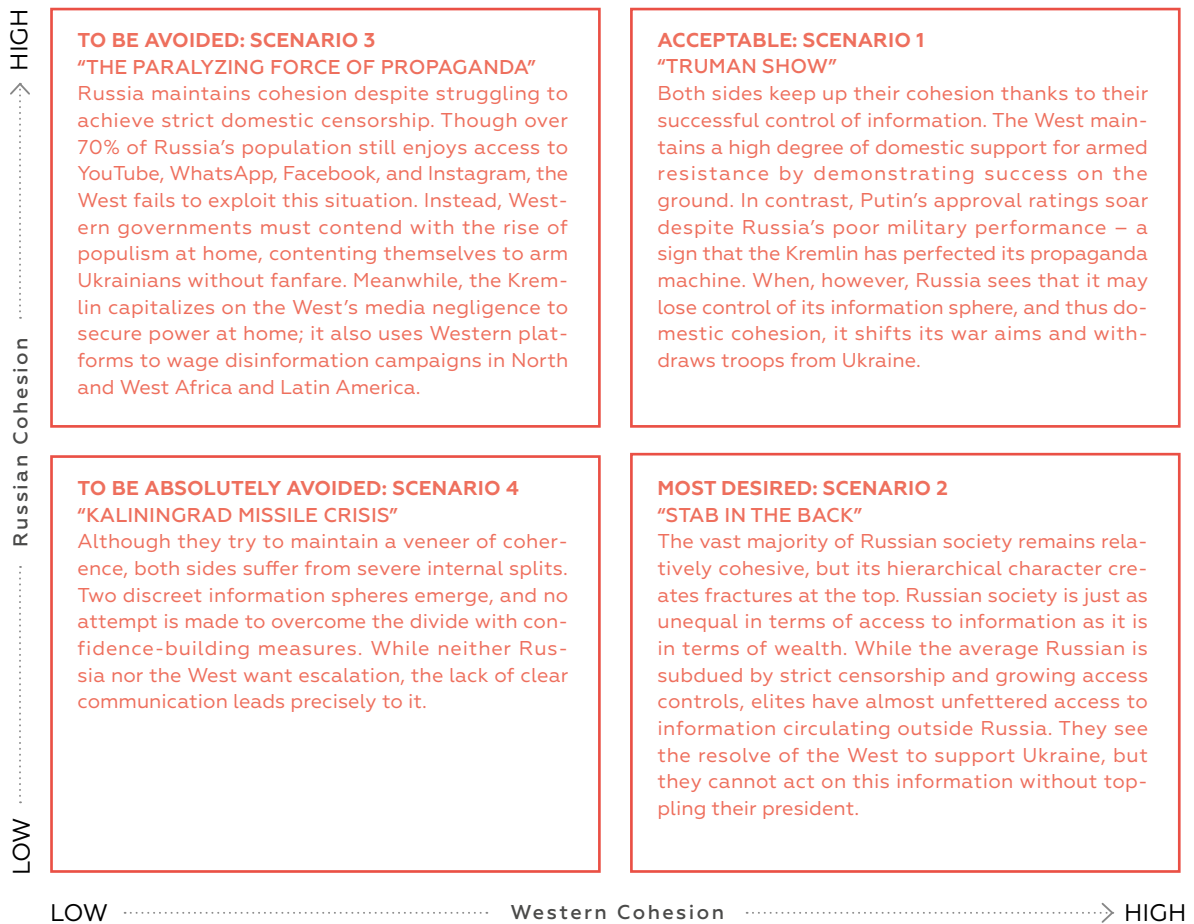 HIGH
Russian Cohesion
LOW
TO BE AVOIDED: SCENARIO 3
“THE PARALYZING FORCE OF PROPAGANDA”
Russia maintains cohesion despite struggling to
achieve strict domestic censorship. Though over
70% of Russia’s population still enjoys access to
YouTube, WhatsApp, Facebook, and Instagram, the
West fails to exploit this situation. Instead, West-
ern governments must contend with the rise of
populism at home, contenting themselves to arm
Ukrainians without fanfare. Meanwhile, the Krem-
lin capitalizes on the West’s media negligence to
secure power at home; it also uses Western plat-
forms to wage disinformation campaigns in North
and West Africa and Latin America.
ACCEPTABLE: SCENARIO 1
“TRUMAN SHOW”
Both sides keep up their cohesion thanks to their
successful control of information. The West main-
tains a high degree of domestic support for armed
resistance by demonstrating success on the
ground. In contrast, Putin’s approval ratings soar
despite Russia’s poor military performance – a
sign that the Kremlin has perfected its propaganda
machine. When, however, Russia sees that it may
lose control of its information sphere, and thus do-
mestic cohesion, it shifts its war aims and with-
draws troops from Ukraine.
TO BE ABSOLUTELY AVOIDED: SCENARIO 4
“KALININGRAD MISSILE CRISIS”
Although they try to maintain a veneer of coher-
ence, both sides suffer from severe internal splits.
Two discreet information spheres emerge, and no
attempt is made to overcome the divide with con-
fidence-building measures. While neither Rus-
sia nor the West want escalation, the lack of clear
communication leads precisely to it.
MOST DESIRED: SCENARIO 2
“STAB IN THE BACK”
The vast majority of Russian society remains rela-
tively cohesive, but its hierarchical character cre-
ates fractures at the top. Russian society is just as
unequal in terms of access to information as it is
in terms of wealth. While the average Russian is
subdued by strict censorship and growing access
controls, elites have almost unfettered access to
information circulating outside Russia. They see
the resolve of the West to support Ukraine, but
they cannot act on this information without top-
pling their president.
LOW Western Cohesion HIGH